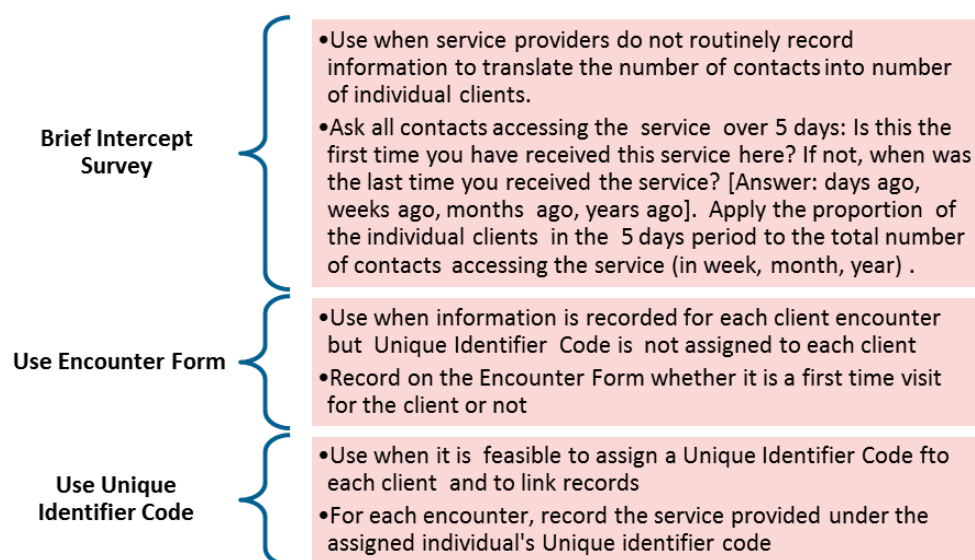 Brief Intercept
Survey
•Use when service providers do not routinely record
information to translate the number of contacts into number
of individual clients.
•Ask all contacts accessing the service over 5 days: Is this the
first time you have received this service here? If not, when was
the last time you received the service? [Answer: days ago,
weeks ago, months ago, years ago]. Apply the proportion of
the individual clients in the 5 days period to the total number
of contacts accessing the service (in week, month, year) .
Use Encounter Form
•Use when information is recorded for each client encounter
but Unique Identifier Code is not assigned to each client
•Record on the Encounter Form whether it is a first time visit
for the client or not
Use Unique
Identifier Code
•Use when it is feasible to assign a Unique Identifier Code fto
each client and to link records
•For each encounter, record the service provided under the
assigned individual's Unique identifier code